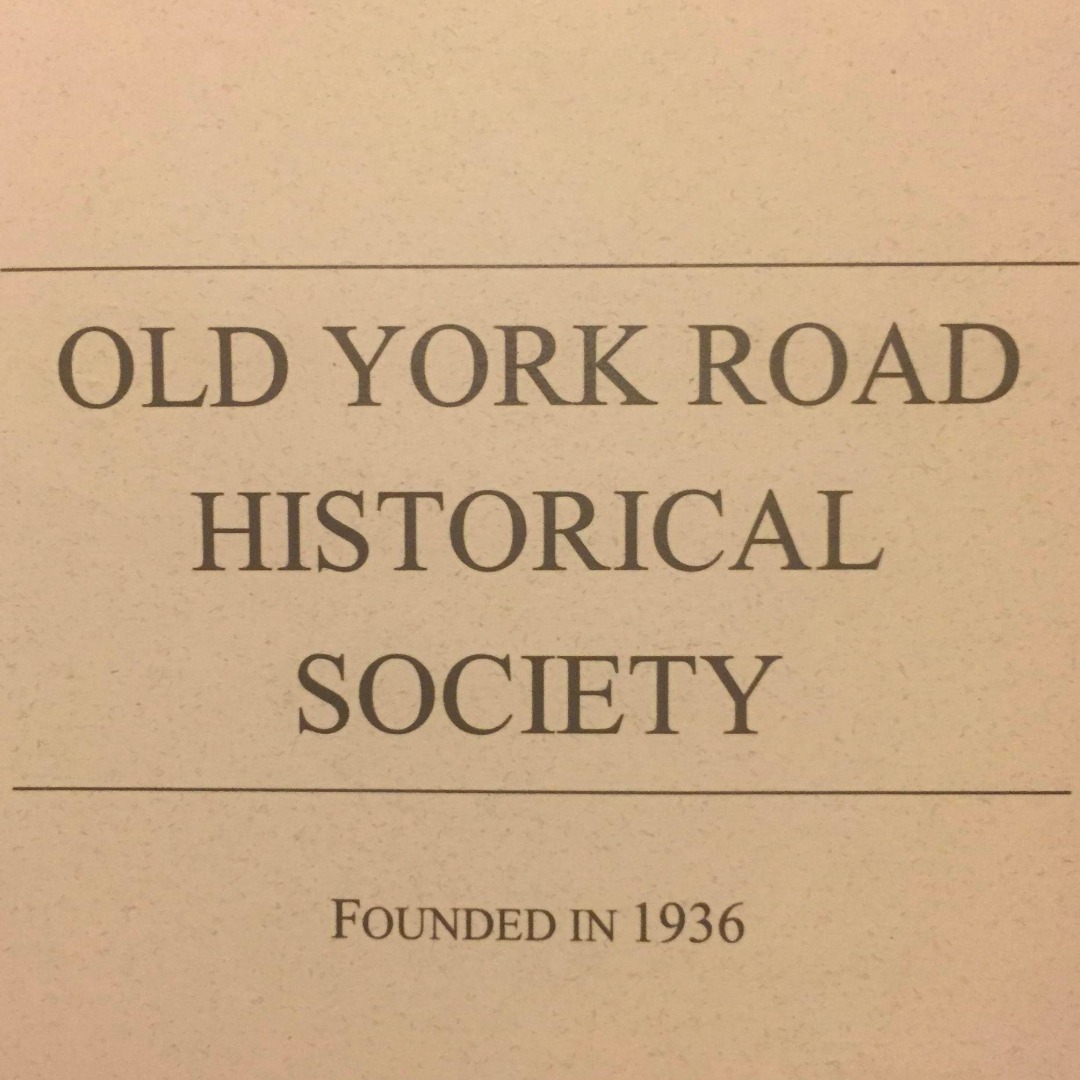 OLD YORK ROAD
HISTORICAL
SOCIETY
FOUNDED IN 1936